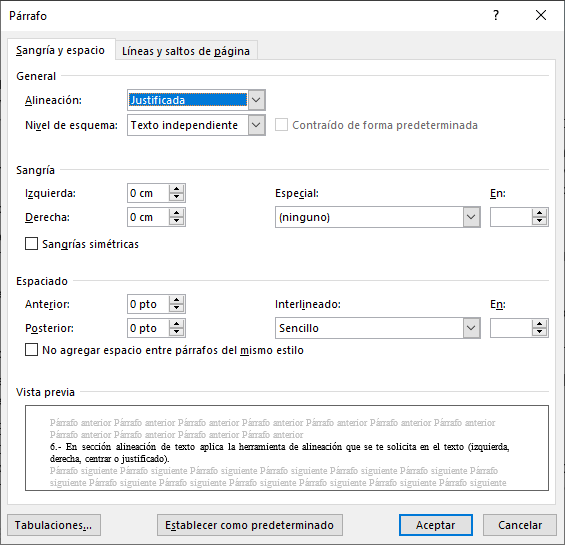 Párrafo
?
Sangría y espacio Líneas y saltos de página
General
Alineación: Justificada
Nivel de esquema: Texto independiente Contraído de forma predeterminada
Sangría
Izquierda: 0 cm Especial: En:
Derecha: 0 cm (ninguno)
Sangrías simétricas
Espaciado
Anterior: 0 pto Interlineado: En:
Posterior: 0 pto Sencillo
No agregar espacio entre párrafos del mismo estilo
Vista previa
Párrafo anterior Párrafo anterior Párrafo anterior Párrafo anterior Párrafo anterior Párrafo anterior Párrafo anterior
Párrafo anterior Párrafo anterior Párrafo anterior Párrafo anterior
6.- En sección alineación de texto aplica la herramienta de alineación que se te solicita en el texto (izquierda,
derecha, centrar o justificado).
Párrafo siguiente Párrafo siguiente Párrafo siguiente Párrafo siguiente Párrafo siguiente Párrafo siguiente Párrafo
siguiente Párrafo siguiente Párrafo siguiente Párrafo siguiente Párrafo siguiente Párrafo siguiente Párrafo siguiente
Tabulaciones... Establecer como predeterminado Aceptar Cancelar